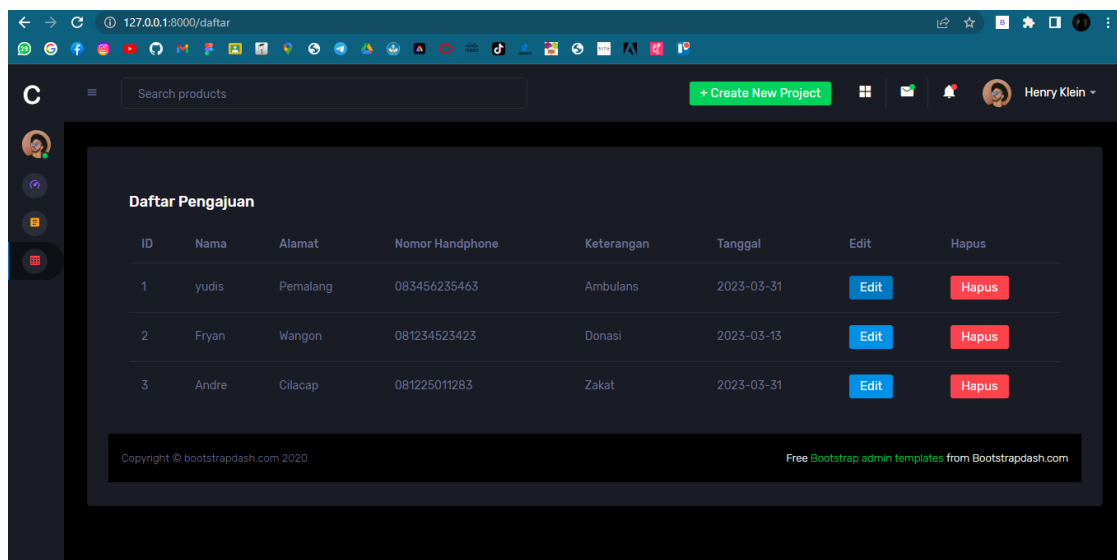 127.0.0.1:8000/daftar
C
Search products
+ Create New Project
Henry Klein
Daftar Pengajuan
ID Nama Alamat Nomor Handphone Keterangan Tanggal Edit Hapus
1 yudis Pemalang 083456235463 Ambulans 2023-03-31 Edit Hapus
2 Fryan Wangon 081234523423 Donasi 2023-03-13 Edit Hapus
3 Andre Cilacap 081225011283 Zakat 2023-03-31 Edit Hapus
Copyright © bootstrapdash.com 2020
Free Bootstrap admin templates from Bootstrapdash.com